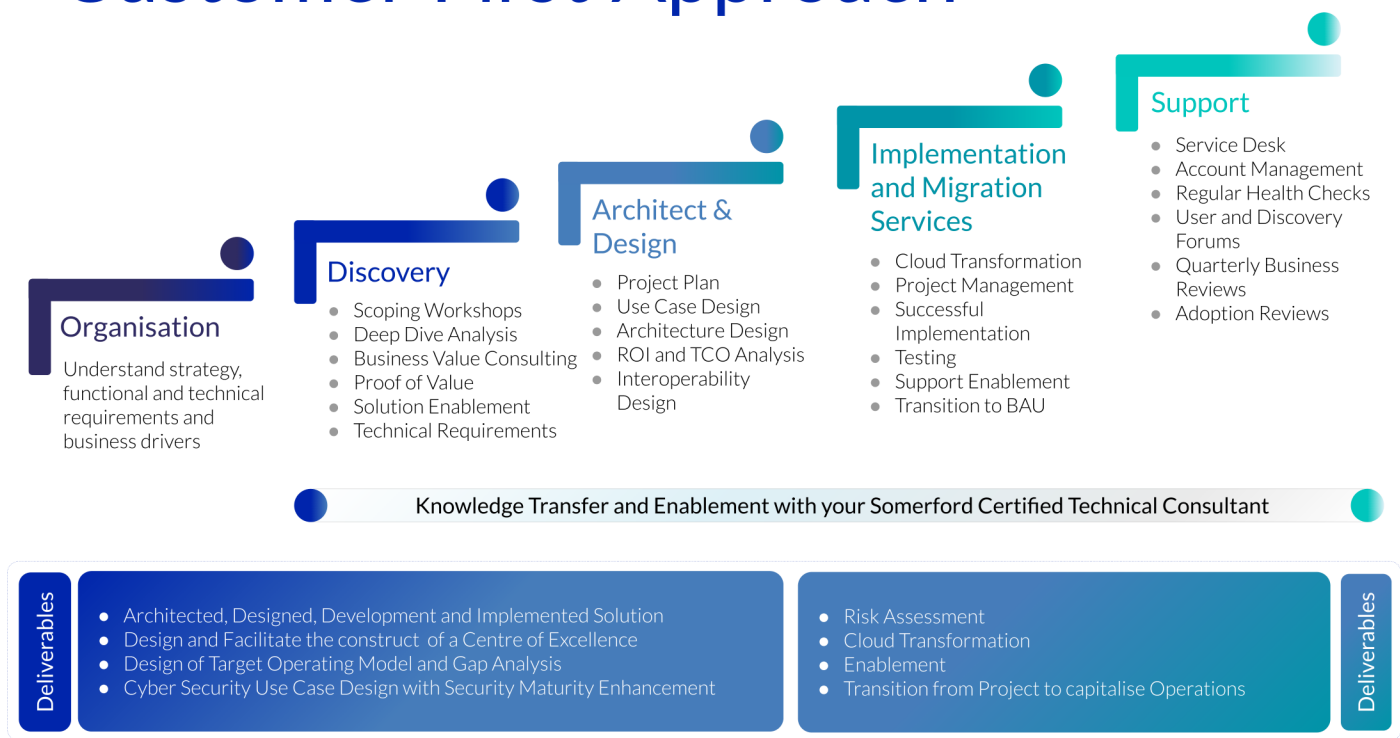 Customer First Approach
Organisation
Understand strategy,
functional and technical
requirements and
business drivers
Discovery
Scoping Workshops
Deep Dive Analysis
Business Value Consulting
Proof of Value
Solution Enablement
Technical Requirements
Architect &
Design
Project Plan
Use Case Design
Architecture Design
ROI and TCO Analysis
Interoperability
Design
Implementation
and Migration
Services
Cloud Transformation
Project Management
Successful
Implementation
Testing
Support Enablement
Transition to BAU
Support
Service Desk
Account Management
Regular Health Checks
User and Discovery
Forums
Quarterly Business
Reviews
Adoption Reviews
Knowledge Transfer and Enablement with your Somerford Certified Technical Consultant
Deliverables
Architected, Designed, Development and Implemented Solution
Design and Facilitate the construct of a Centre of Excellence
Design of Target Operating Model and Gap Analysis
Cyber Security Use Case Design with Security Maturity Enhancement
Risk Assessment
Cloud Transformation
Enablement
Transition from Project to capitalise Operations
Deliverables